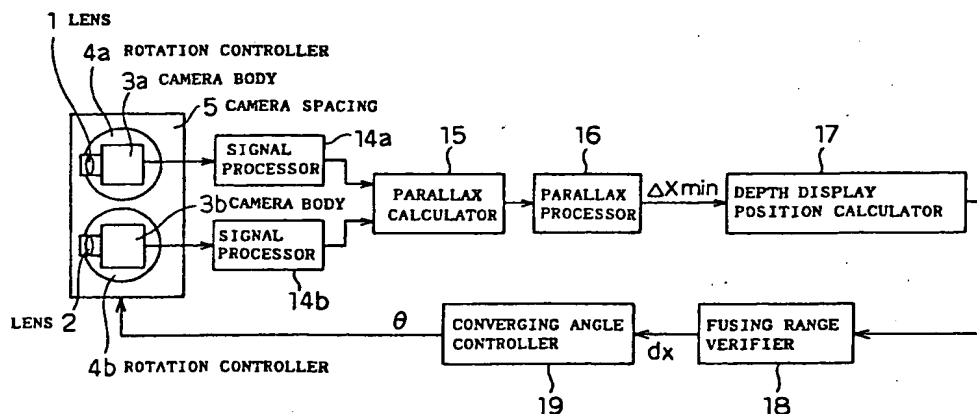 1 LENS
4a ROTATION CONTROLLER
3a CAMERA BODY
5 CAMERA SPACING
14a
SIGNAL
PROCESSOR
15
PARALLAX
CALCULATOR
16
PARALLAX
PROCESSOR
ΔXmin
17
DEPTH DISPLAY
POSITION CALCULATOR
3b CAMERA BODY
SIGNAL
PROCESSOR
14b
LENS 2
4b ROTATION CONTROLLER
θ
CONVERGING ANGLE
CONTROLLER
19
dx
FUSING RANGE
VERIFIER
18